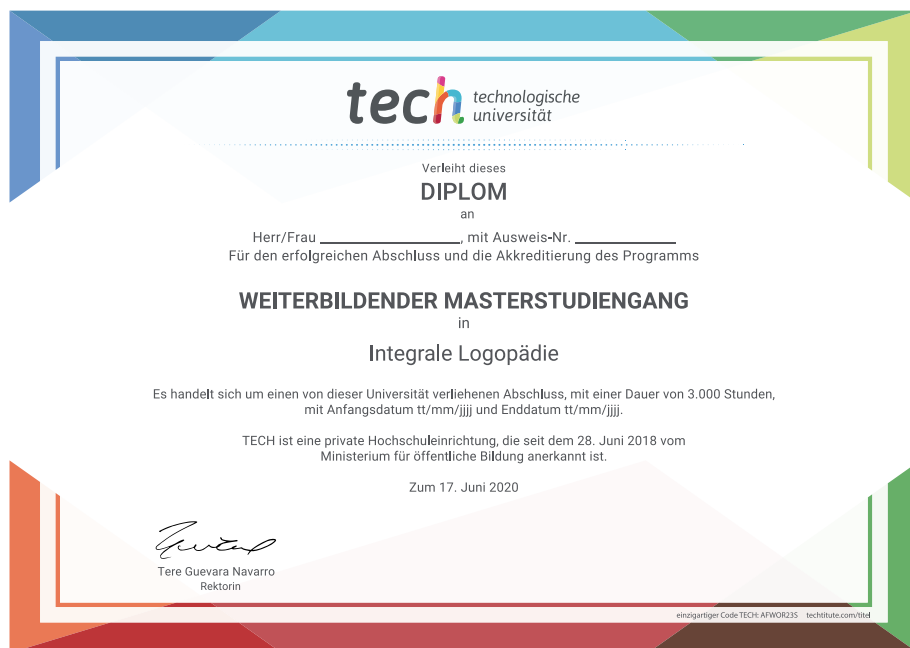 tech technologische
universität
Verleiht dieses
DIPLOM
an
Herr/Frau ____________________, mit Ausweis-Nr. ______________
Für den erfolgreichen Abschluss und die Akkreditierung des Programms
WEITERBILDENDER MASTERSTUDIENGANG
in
Integrale Logopädie
Es handelt sich um einen von dieser Universität verliehenen Abschluss, mit einer Dauer von 3.000 Stunden,
mit Anfangsdatum tt/mm/jjjj und Enddatum tt/mm/jjjj.
TECH ist eine private Hochschuleinrichtung, die seit dem 28. Juni 2018 vom
Ministerium für öffentliche Bildung anerkannt ist.
Zum 17. Juni 2020
Tere Guevara Navarro
Rektorin
einzigartiger Code TECH: AFWOR23S techtitute.com/titel